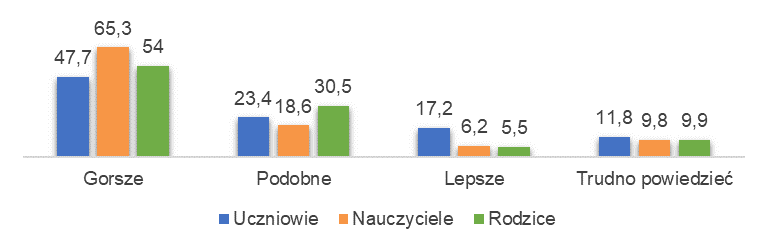 47,7 65,3 54
23,4 18,6 30,5
17,2 6,2 5,5
11,8 9,8 9,9
Gorsze Podobne Lepsze Trudno powiedzieć
Uczniowie Nauczyciele Rodzice